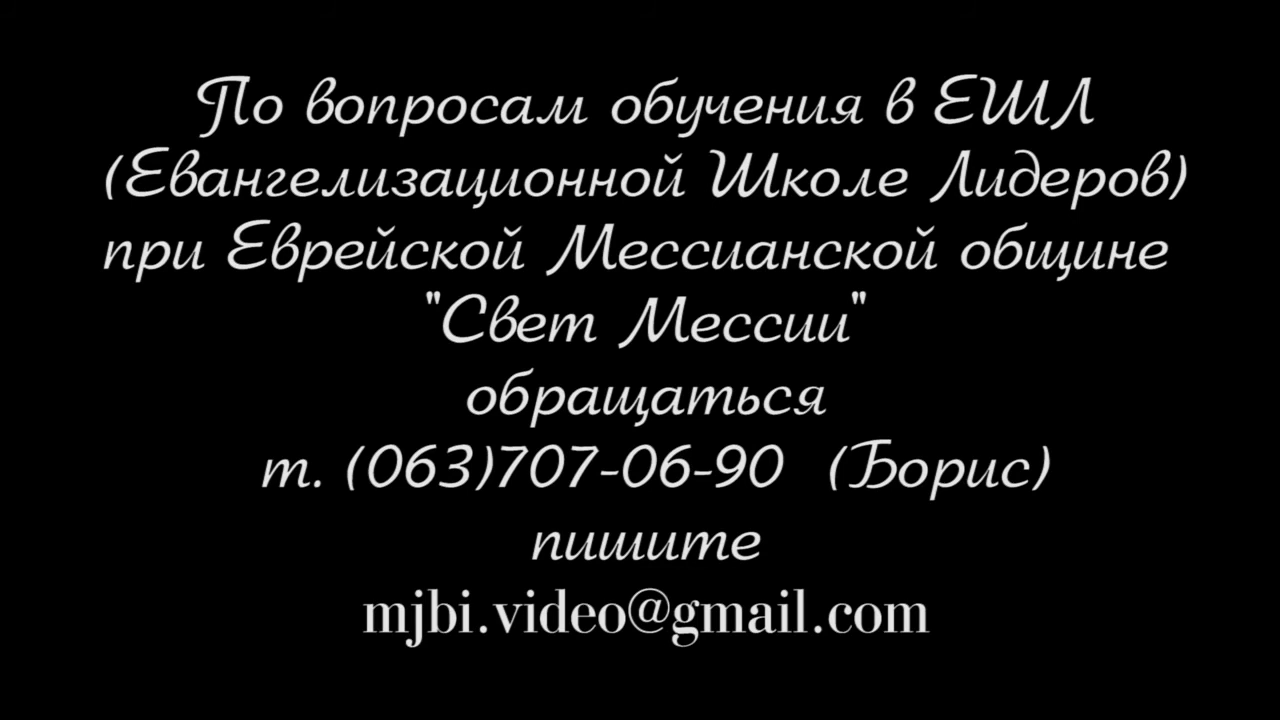 По вопросам обучения в ЕШЛ
(Евангелизационной Школе Лидеров)
при Еврейской Мессианской общине
"Свет Мессии"
обращаться
т. (063)707-06-90 (Борис)
пишите
mjbi.video@gmail.com